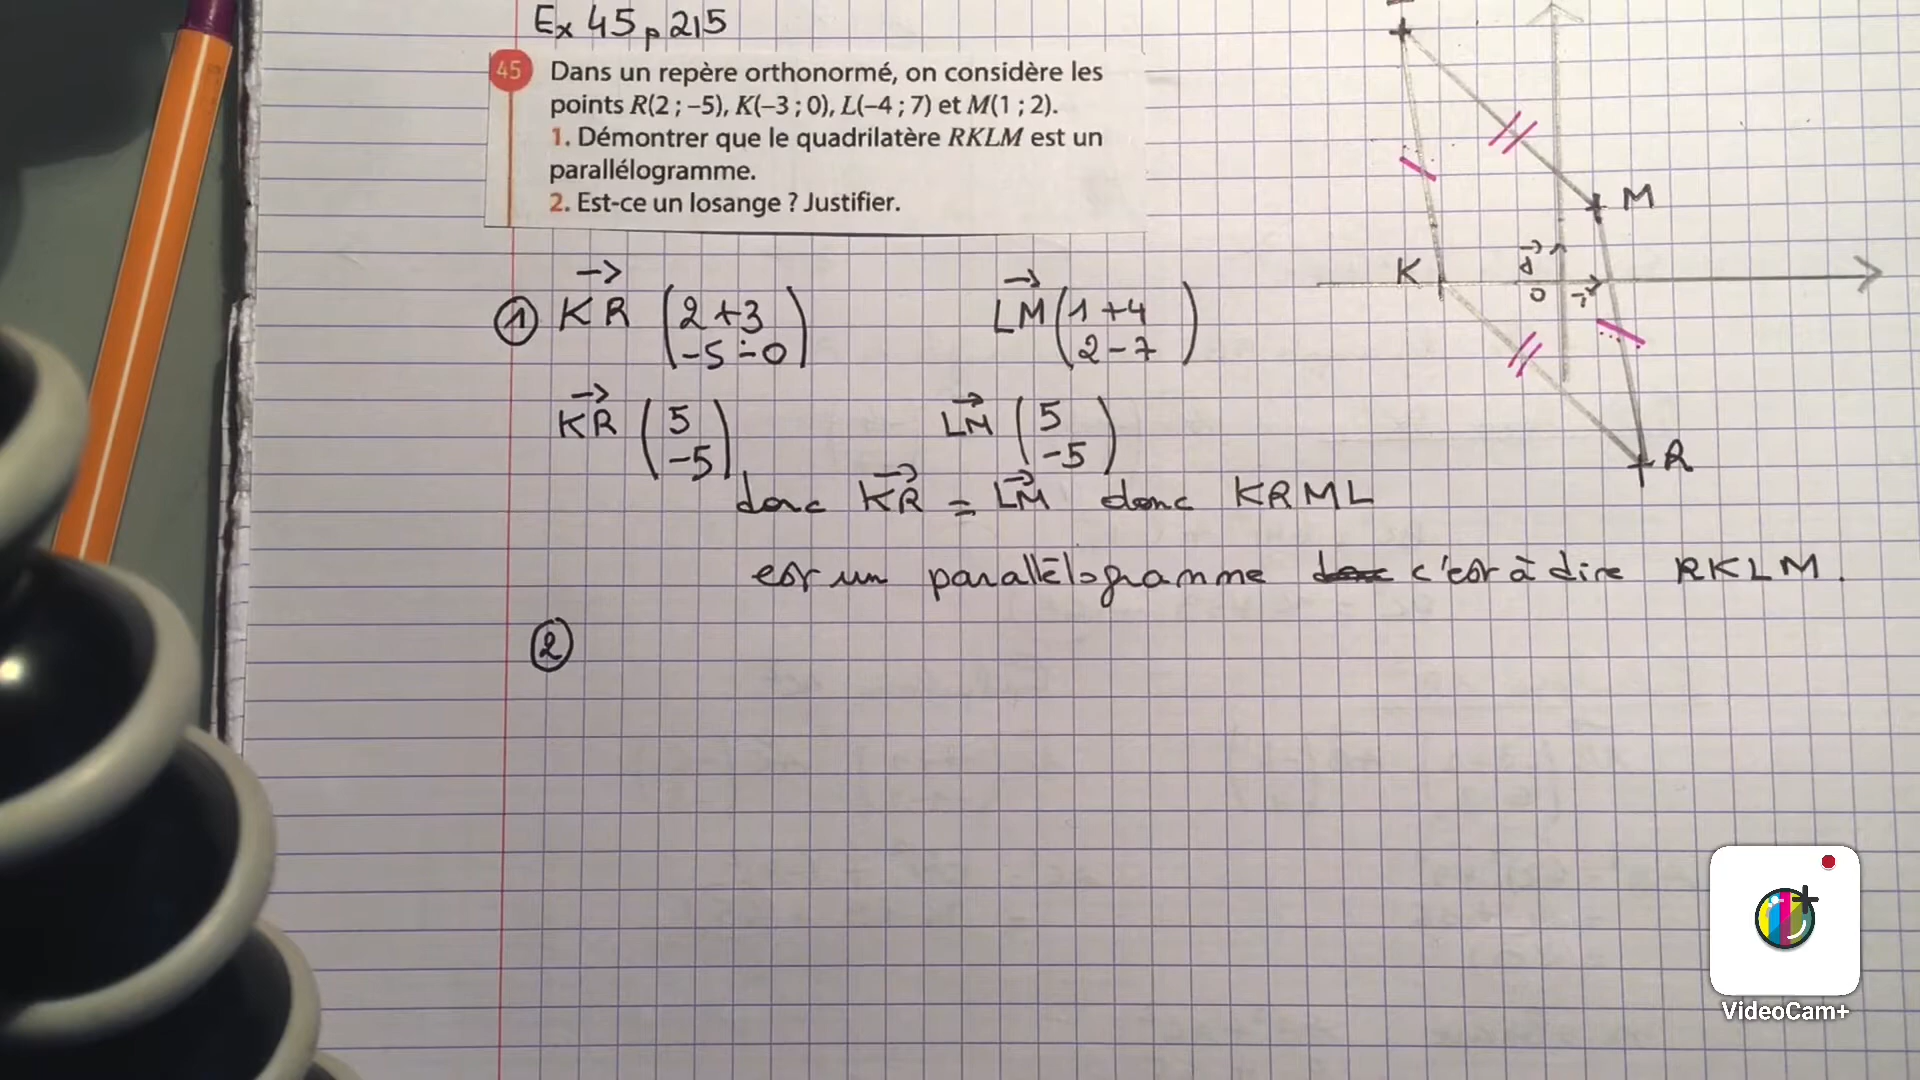 Ex 45 p 215
45 Dans un repère orthonormé, on considère les
points R(2 ; –5), K(–3 ; 0), L(–4 ; 7) et M(1 ; 2).
1. Démontrer que le quadrilatère RKLM est un
parallélogramme.
2. Est-ce un losange ? Justifier.
M
K
O
R
① KR (2+3
-5-0) LM (1+4
2-7)
KR (5
-5) LM (5
-5)
donc KR = LM donc KRML
est un parallèlogramme donc c'est à dire RKLM.
②
VideoCam+